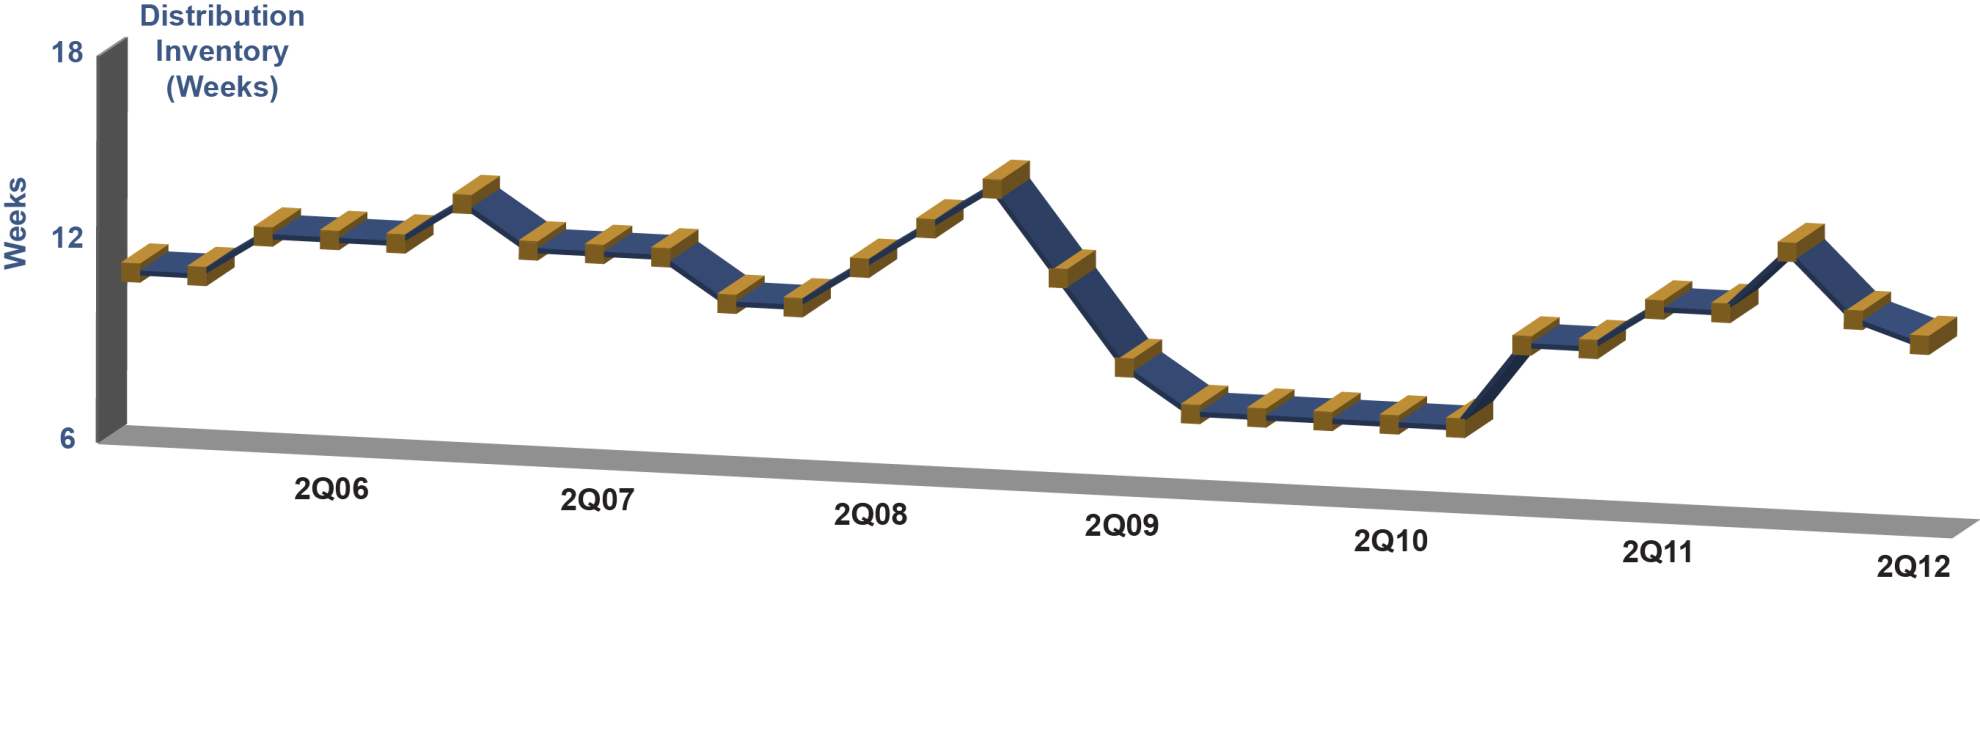 Distribution
Inventory
(Weeks)
18
12
6
Weeks
2Q06
2Q07
2Q08
2Q09
2Q10
2Q11
2Q12